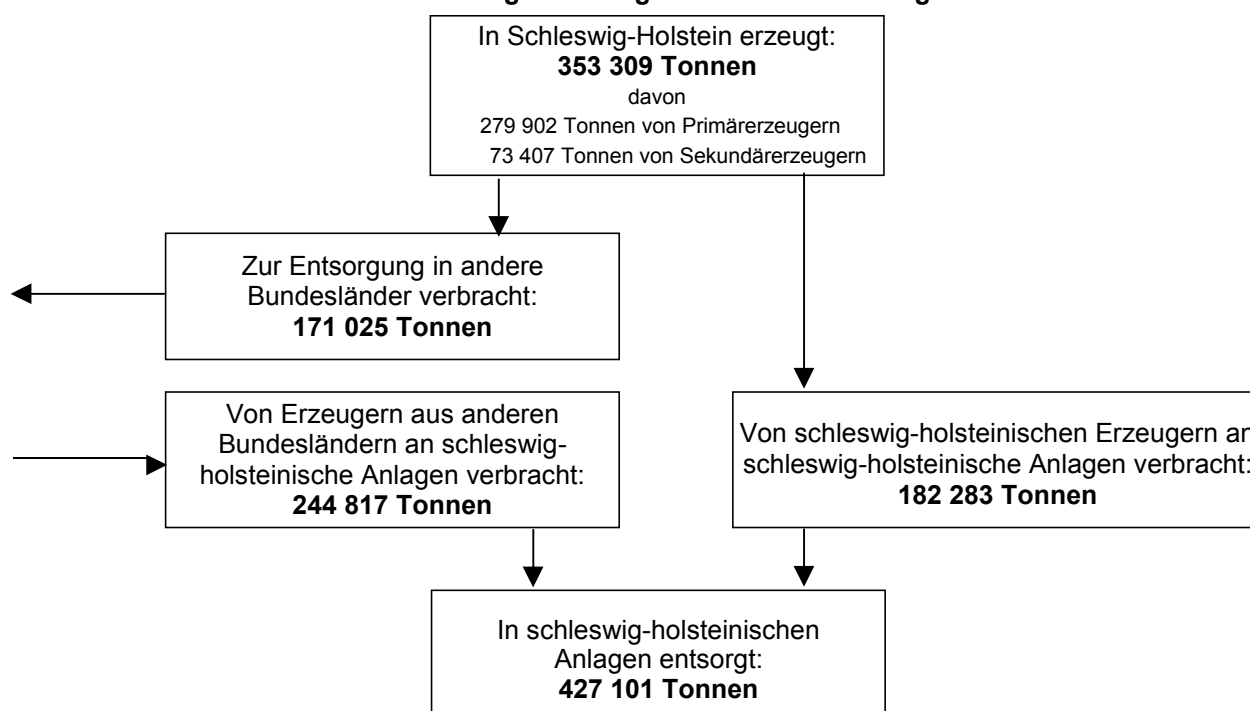 In Schleswig-Holstein erzeugt:
353 309 Tonnen
davon
279 902 Tonnen von Primärerzeugern
73 407 Tonnen von Sekundärerzeugern
Zur Entsorgung in andere
Bundesländer verbracht:
171 025 Tonnen
Von Erzeugern aus anderen
Bundesländern an schleswig-
holsteinische Anlagen verbracht:
244 817 Tonnen
Von schleswig-holsteinischen Erzeugern an
schleswig-holsteinische Anlagen verbracht:
182 283 Tonnen
In schleswig-holsteinischen
Anlagen entsorgt:
427 101 Tonnen